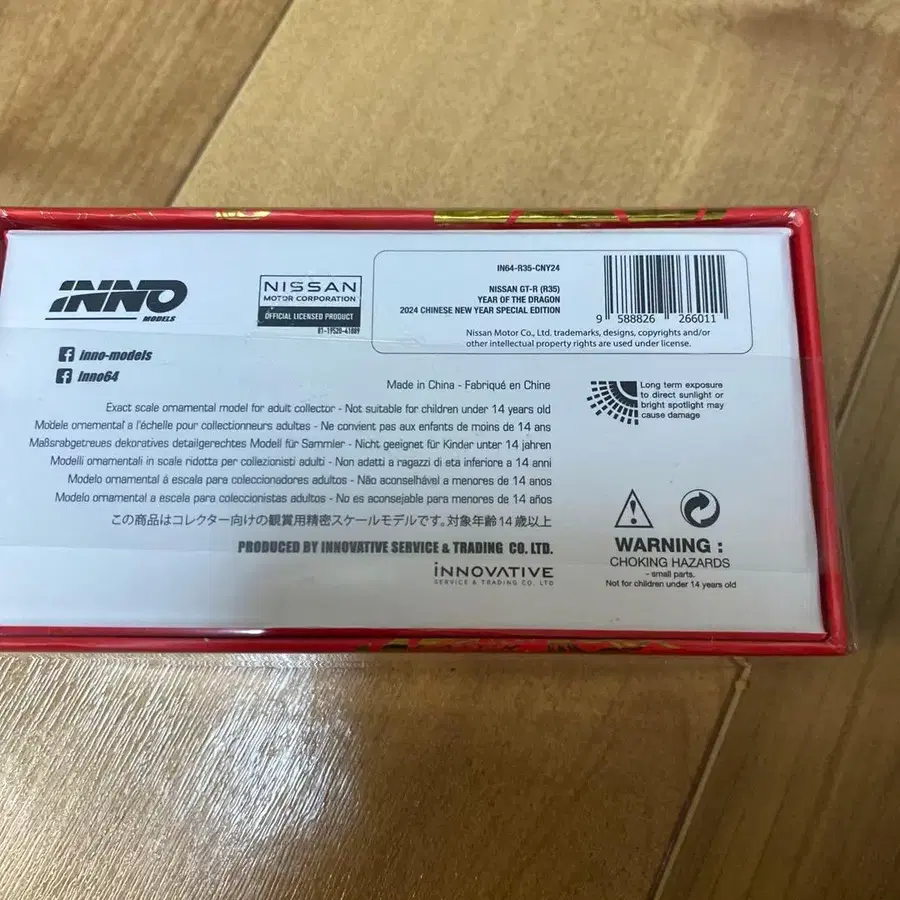 INNO
MODELS
inno-models
Inno64
NISSAN
MOTOR CORPORATION
OFFICIAL LICENSED PRODUCT
01-19520-41009
IN64-R35-CNY24
NISSAN GT-R (R35)
YEAR OF THE DRAGON
2024 CHINESE NEW YEAR SPECIAL EDITION
9 588826 266011
Nissan Motor Co., Ltd. trademarks, designs, copyrights and/or
other intellectual property rights are used under license.
Made in China - Fabriqué en Chine
Exact scale ornamental model for adult collector - Not suitable for children under 14 years old
Modèle ornemental a l'échelle pour collectionneurs adultes - Ne convient pas aux enfants de moins de 14 ans
Maßsrabgetreues dekoratives detailgerechtes Modell für Sammler - Nicht geeignet für Kinder unter 14 jahren
Modelli ornamentali in scale ridotta per collezionisti adulti - Non adatti a ragazzi di eta inferiore a 14 anni
Modelo ornamental á escala para coleccionadores adultos - Não aconselhável a menores de 14 anos
Modelo ornamental a escala para coleccionistas adultos - No es aconsejable para menores de 14 años
この商品はコレクター向けの観賞用精密スケールモデルです。対象年齢14歳以上
PRODUCED BY INNOVATIVE SERVICE & TRADING CO. LTD.
iNNOVATIVE
SERVICE & TRADING CO. LTD
Long term exposure
to direct sunlight or
bright spotlight may
cause damage
WARNING :
CHOKING HAZARDS
- small parts.
Not for children under 14 years old